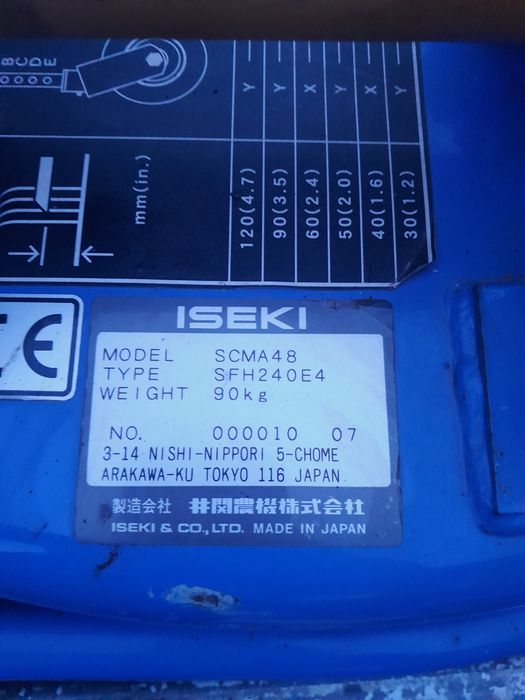 BCDE
mm(in.)
120(4.7) — Y
90(3.5) — Y
60(2.4) — X
50(2.0) — Y
40(1.6) — X
30(1.2) — Y
CE
ISEKI
MODEL SCMA48
TYPE SFH240E4
WEIGHT 90kg
NO. 000010 07
3-14 NISHI-NIPPORI 5-CHOME
ARAKAWA-KU TOKYO 116 JAPAN
製造会社 井関農機株式会社
ISEKI & CO., LTD. MADE IN JAPAN